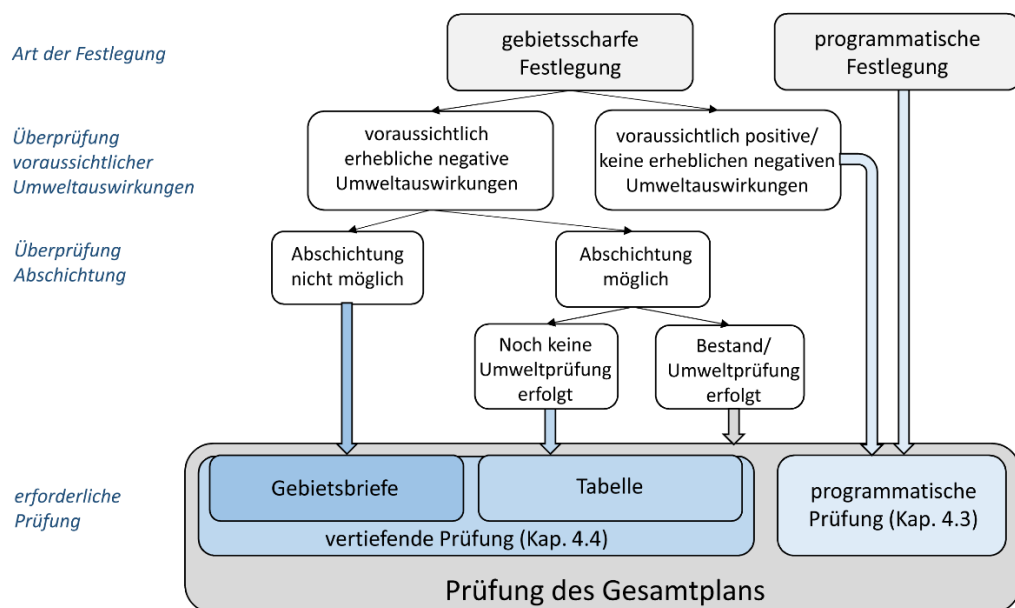 Art der Festlegung
gebietsscharfe
Festlegung
programmatische
Festlegung
Überprüfung
voraussichtlicher
Umweltauswirkungen
voraussichtlich
erhebliche negative
Umweltauswirkungen
voraussichtlich positive/
keine erheblichen negativen
Umweltauswirkungen
Überprüfung
Abschichtung
Abschichtung
nicht möglich
Abschichtung
möglich
Noch keine
Umweltprüfung
erfolgt
Bestand/
Umweltprüfung
erfolgt
erforderliche
Prüfung
Gebietsbriefe
Tabelle
vertiefende Prüfung (Kap. 4.4)
programmatische
Prüfung (Kap. 4.3)
Prüfung des Gesamtplans